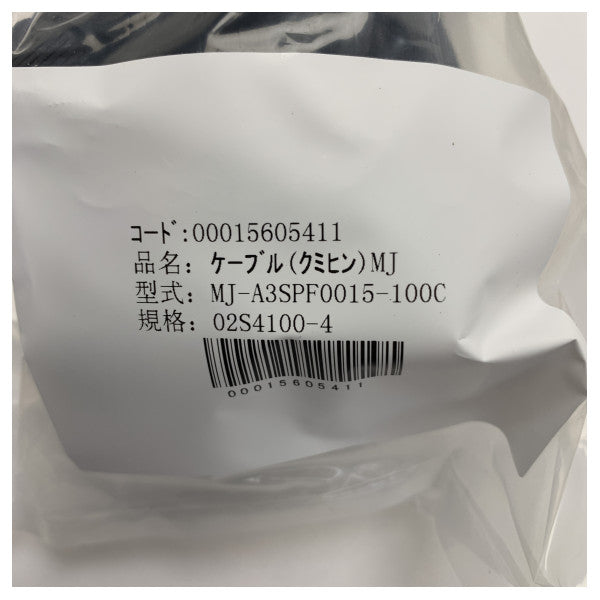 コード:00015605411
品名: ケーブル(クミヒン)MJ
型式: MJ-A3SPF0015-100C
規格: 02S4100-4
00015605411